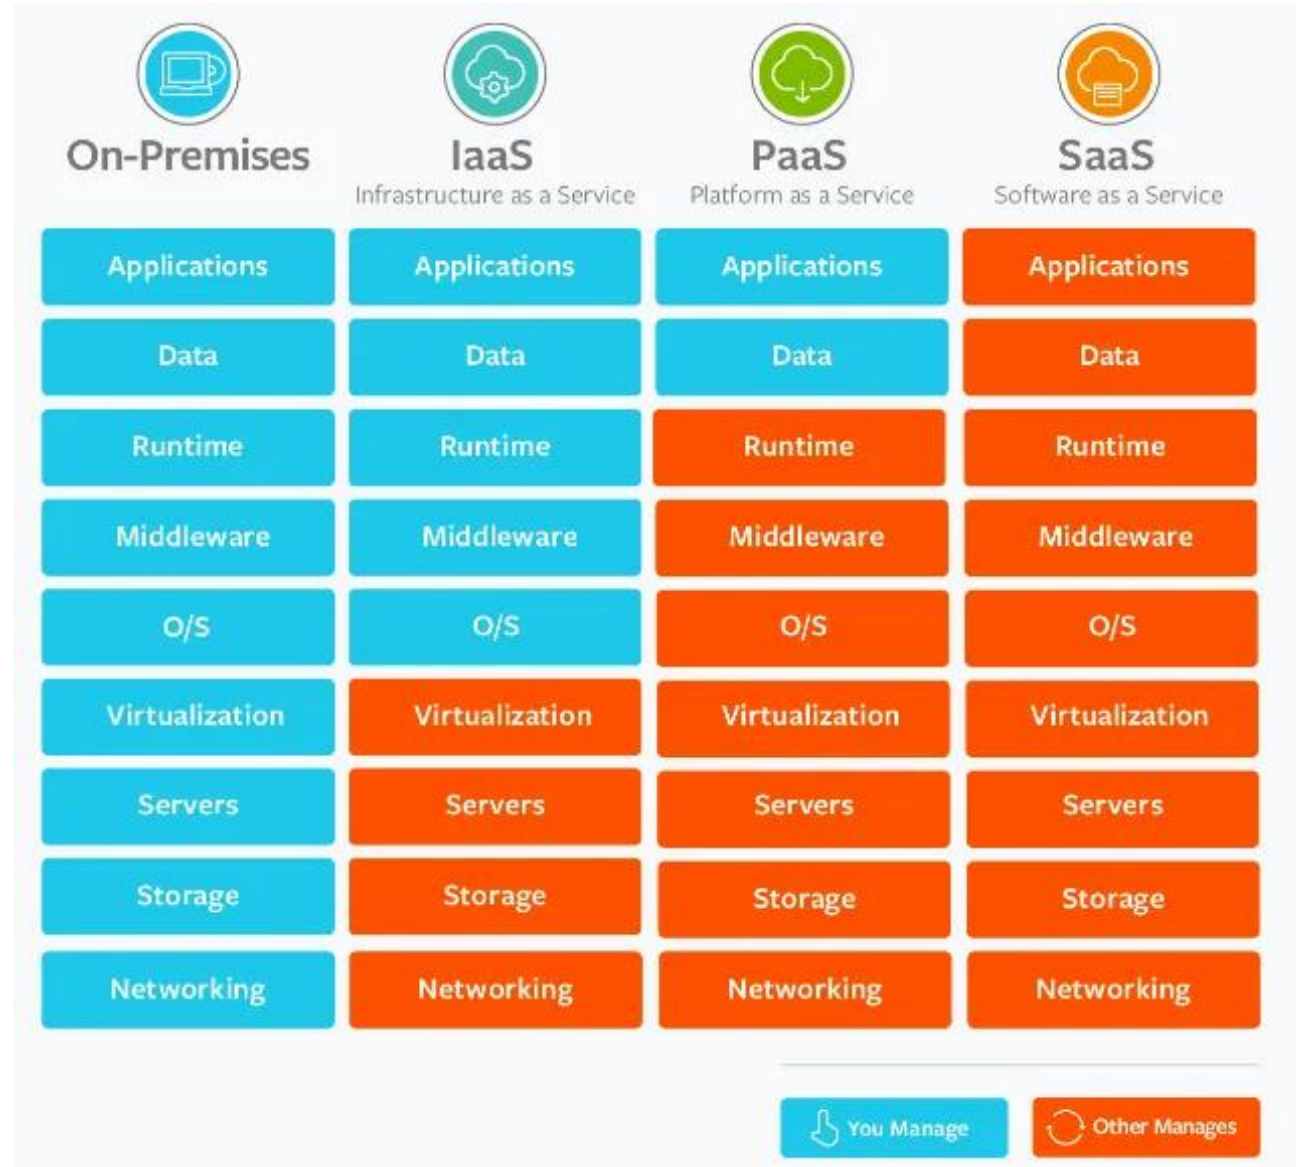 On-Premises IaaS PaaS SaaS
Infrastructure as a Service Platform as a Service Software as a Service
Applications Applications Applications Applications
Data Data Data Data
Runtime Runtime Runtime Runtime
Middleware Middleware Middleware Middleware
O/S O/S O/S O/S
Virtualization Virtualization Virtualization Virtualization
Servers Servers Servers Servers
Storage Storage Storage Storage
Networking Networking Networking Networking
You Manage Other Manages